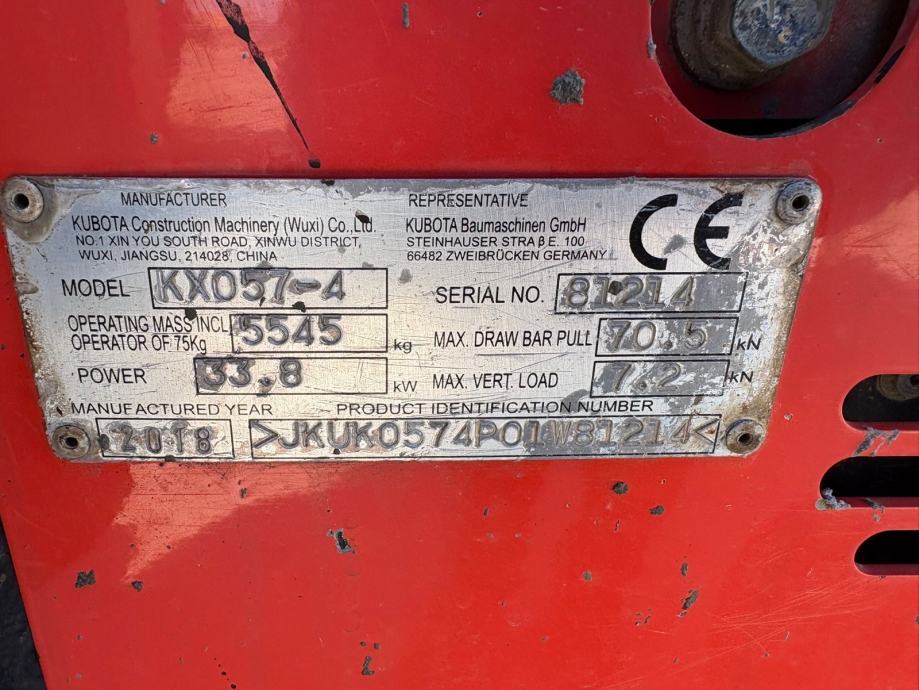 MANUFACTURER
KUBOTA Construction Machinery (Wuxi) Co.,Ltd.
NO.1 XIN YOU SOUTH ROAD, XINWU DISTRICT,
WUXI, JIANGSU, 214028, CHINA
REPRESENTATIVE
KUBOTA Baumaschinen GmbH
STEINHAUSER STRAßE. 100
66482 ZWEIBRÜCKEN GERMANY
CE
MODEL KX057-4
SERIAL NO. 81214
OPERATING MASS INCL
OPERATOR OF 75Kg 5545 kg
MAX. DRAW BAR PULL 70.5 kN
POWER 33.8 kW
MAX. VERT. LOAD 7.2 kN
MANUFACTURED YEAR PRODUCT IDENTIFICATION NUMBER
2018 >JKUK0574P01W81214<